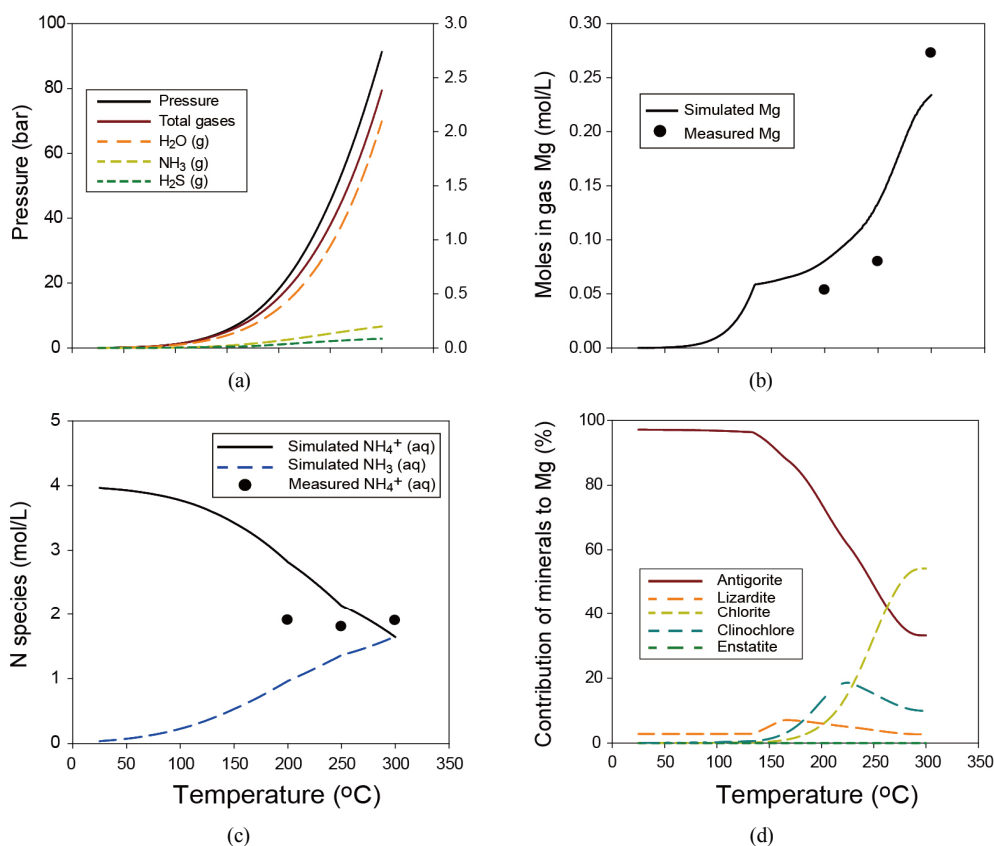 100
80
60
40
20
0
Pressure (bar)
Pressure
Total gases
H₂O (g)
NH₃ (g)
H₂S (g)
3.0
2.5
2.0
1.5
1.0
0.5
0.0
(a)
0.30
0.25
0.20
0.15
0.10
0.05
0.00
Moles in gas Mg (mol/L)
Simulated Mg
Measured Mg
(b)
5
4
3
2
1
0
N species (mol/L)
Simulated NH₄⁺ (aq)
Simulated NH₃ (aq)
Measured NH₄⁺ (aq)
0 50 100 150 200 250 300 350
Temperature (ºC)
(c)
100
80
60
40
20
0
Contribution of minerals to Mg (%)
Antigorite
Lizardite
Chlorite
Clinochlore
Enstatite
0 50 100 150 200 250 300 350
Temperature (ºC)
(d)